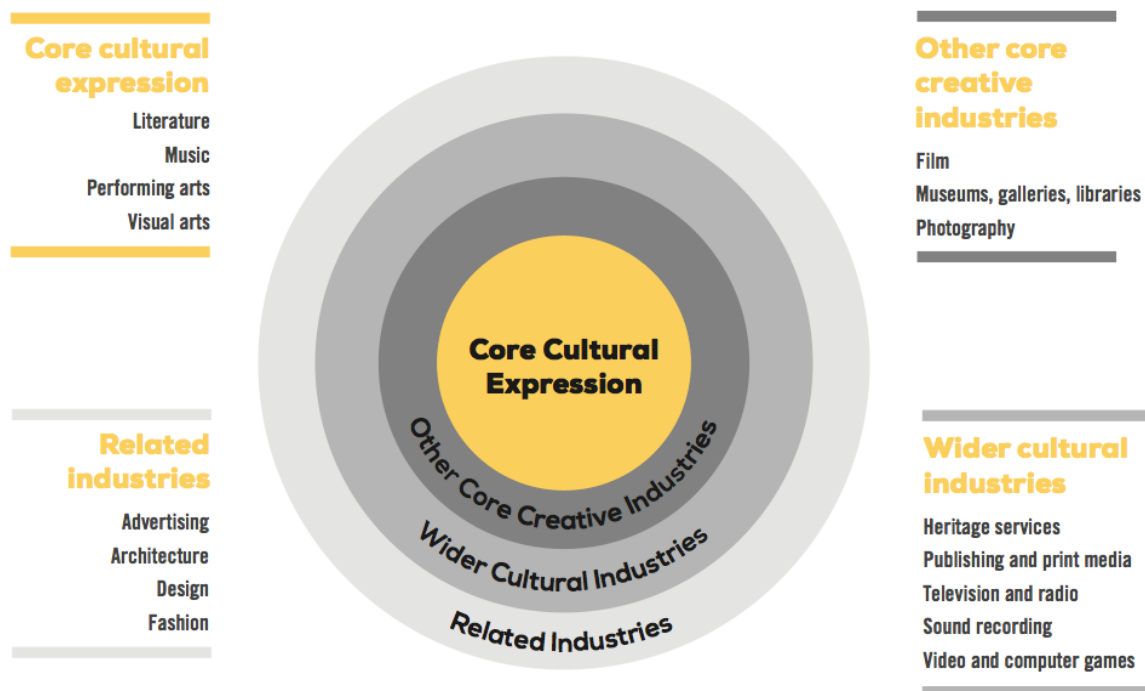 Core cultural
expression
Literature
Music
Performing arts
Visual arts
Other core
creative
industries
Film
Museums, galleries, libraries
Photography
Core Cultural
Expression
Other Core Creative Industries
Wider Cultural Industries
Related Industries
Related
industries
Advertising
Architecture
Design
Fashion
Wider cultural
industries
Heritage services
Publishing and print media
Television and radio
Sound recording
Video and computer games